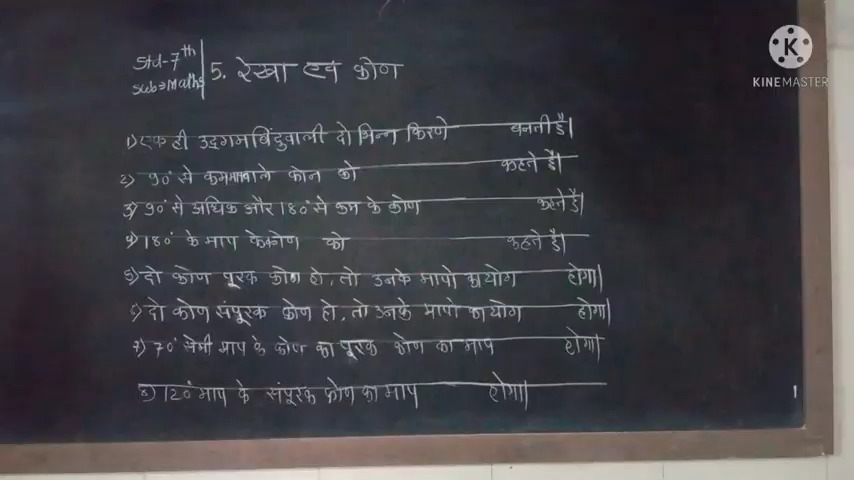 Std-7th
Sub⇒Maths
5. रेखा एवं कोण
K
KINEMASTER
1) एक ही उद्गमबिंदुवाली दो भिन्न किरणे बनती है|
2) 90° से कममापवाले कोन को कहते है|
3) 90° से अधिक और 180° से कम के कोण कहते है|
4) 180° के माप के कोण को कहते है|
5) दो कोण पूरक कोण हो, तो उनके मापो का योग होगा|
6) दो कोण संपूरक कोण हो, तो उनके मापो का योग होगा|
7) 70° माप के कोण का पूरक कोण का माप होगा|
8) 120° माप के संपूरक कोण का माप होगा|